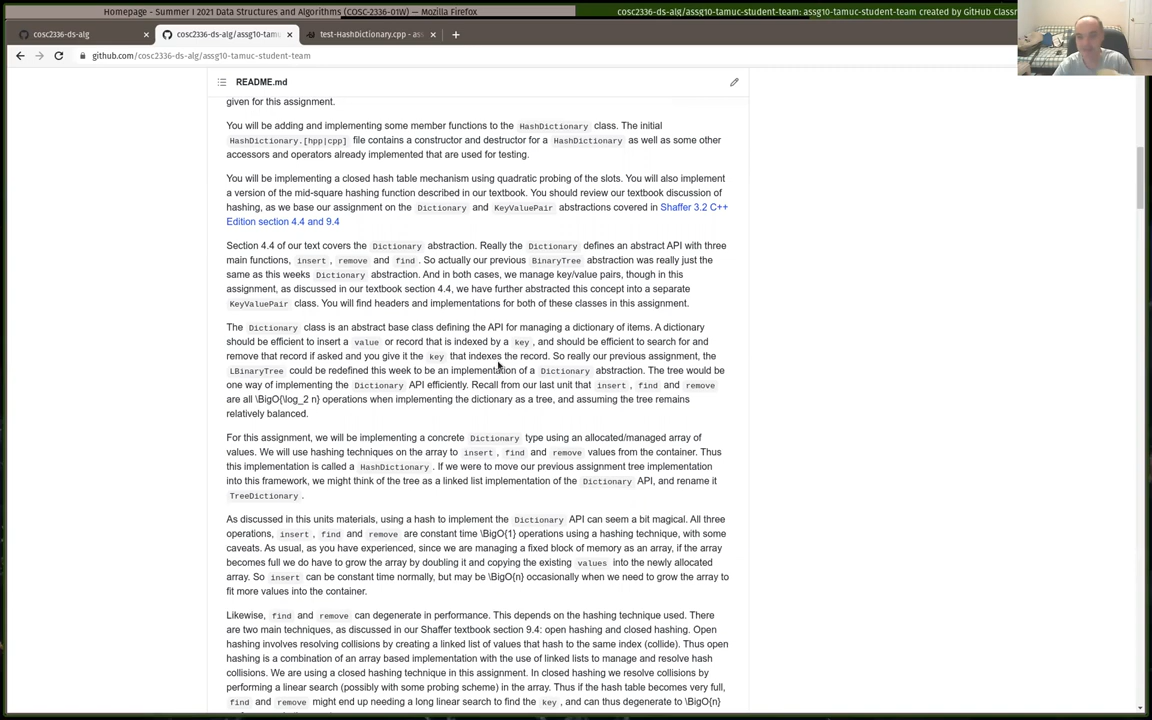 Homepage - Summer I 2021 Data Structures and Algorithms (COSC-2336-01W) — Mozilla Firefox
cosc2336-ds-alg/assg10-tamuc-student-team: assg10-tamuc-student-team created by GitHub Classr
cosc2336-ds-alg
cosc2336-ds-alg/assg10-tamu
test-HashDictionary.cpp - ass
github.com/cosc2336-ds-alg/assg10-tamuc-student-team
README.md
given for this assignment.
You will be adding and implementing some member functions to the HashDictionary class. The initial
HashDictionary.[hpp|cpp] file contains a constructor and destructor for a HashDictionary as well as some other
accessors and operators already implemented that are used for testing.
You will be implementing a closed hash table mechanism using quadratic probing of the slots. You will also implement
a version of the mid-square hashing function described in our textbook. You should review our textbook discussion of
hashing, as we base our assignment on the Dictionary and KeyValuePair abstractions covered in Shaffer 3.2 C++
Edition section 4.4 and 9.4
Section 4.4 of our text covers the Dictionary abstraction. Really the Dictionary defines an abstract API with three
main functions, insert, remove and find. So actually our previous BinaryTree abstraction was really just the
same as this weeks Dictionary abstraction. And in both cases, we manage key/value pairs, though in this
assignment, as discussed in our textbook section 4.4, we have further abstracted this concept into a separate
KeyValuePair class. You will find headers and implementations for both of these classes in this assignment.
The Dictionary class is an abstract base class defining the API for managing a dictionary of items. A dictionary
should be efficient to insert a value or record that is indexed by a key, and should be efficient to search for and
remove that record if asked and you give it the key that indexes the record. So really our previous assignment, the
LBinaryTree could be redefined this week to be an implementation of a Dictionary abstraction. The tree would be
one way of implementing the Dictionary API efficiently. Recall from our last unit that insert, find and remove
are all \BigO{\log_2 n} operations when implementing the dictionary as a tree, and assuming the tree remains
relatively balanced.
For this assignment, we will be implementing a concrete Dictionary type using an allocated/managed array of
values. We will use hashing techniques on the array to insert, find and remove values from the container. Thus
this implementation is called a HashDictionary. If we were to move our previous assignment tree implementation
into this framework, we might think of the tree as a linked list implementation of the Dictionary API, and rename it
TreeDictionary.
As discussed in this units materials, using a hash to implement the Dictionary API can seem a bit magical. All three
operations, insert, find and remove are constant time \BigO{1} operations using a hashing technique, with some
caveats. As usual, as you have experienced, since we are managing a fixed block of memory as an array, if the array
becomes full we do have to grow the array by doubling it and copying the existing values into the newly allocated
array. So insert can be constant time normally, but may be \BigO{n} occasionally when we need to grow the array to
fit more values into the container.
Likewise, find and remove can degenerate in performance. This depends on the hashing technique used. There
are two main techniques, as discussed in our Shaffer textbook section 9.4: open hashing and closed hashing. Open
hashing involves resolving collisions by creating a linked list of values that hash to the same index (collide). Thus open
hashing is a combination of an array based implementation with the use of linked lists to manage and resolve hash
collisions. We are using a closed hashing technique in this assignment. In closed hashing we resolve collisions by
performing a linear search (possibly with some probing scheme) in the array. Thus if the hash table becomes very full,
find and remove might end up needing a long linear search to find the key, and can thus degenerate to \BigO{n}